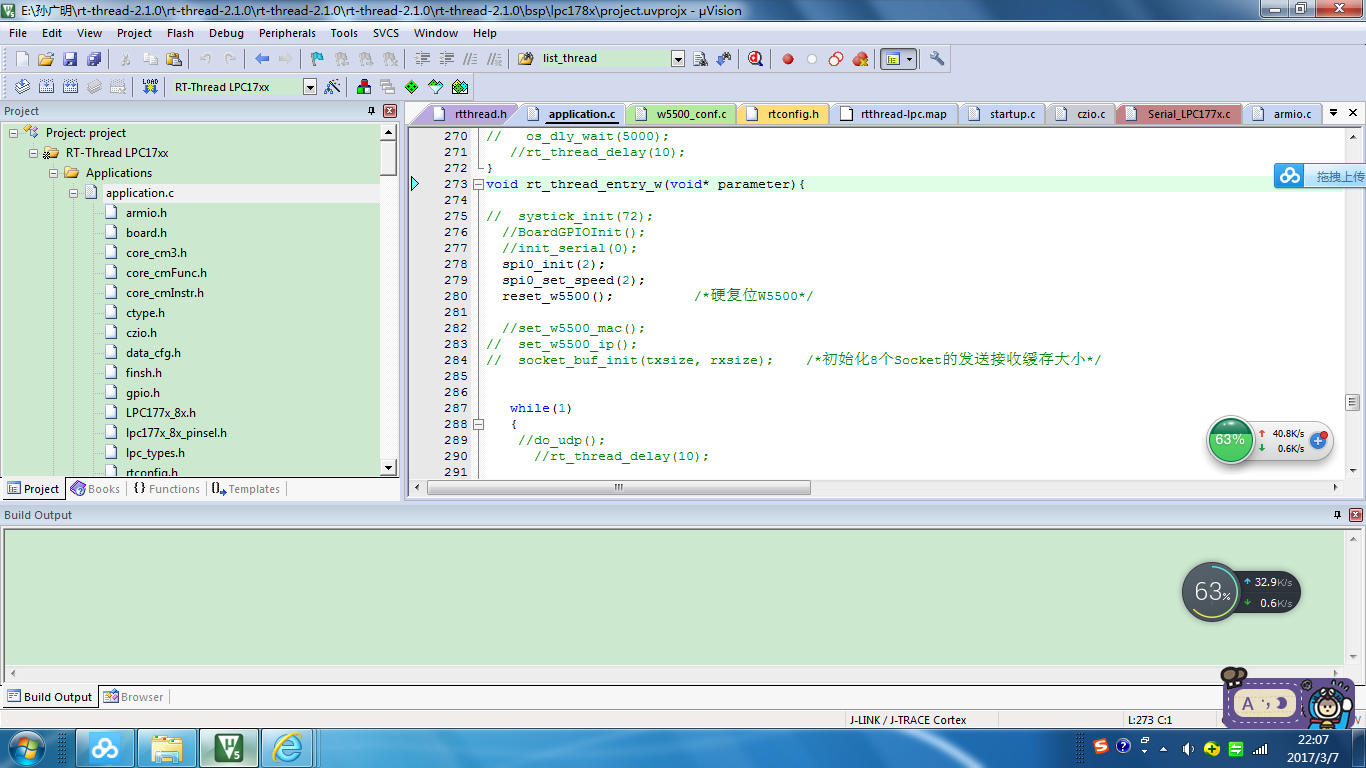 E:\孙广明\rt-thread-2.1.0\rt-thread-2.1.0\rt-thread-2.1.0\rt-thread-2.1.0\rt-thread-2.1.0\bsp\lpc178x\project.uvprojx - µVision
File Edit View Project Flash Debug Peripherals Tools SVCS Window Help
list_thread
LOAD RT-Thread LPC17xx
Project
rtthread.h application.c w5500_conf.c rtconfig.h rtthread-lpc.map startup.c czio.c Serial_LPC177x.c armio.c
Project: project
RT-Thread LPC17xx
Applications
application.c
armio.h
board.h
core_cm3.h
core_cmFunc.h
core_cmInstr.h
ctype.h
czio.h
data_cfg.h
finsh.h
gpio.h
LPC177x_8x.h
lpc177x_8x_pinsel.h
lpc_types.h
rtconfig.h
Project Books Functions Templates
270 // os_dly_wait(5000);
271 //rt_thread_delay(10);
272 }
273 void rt_thread_entry_w(void* parameter){
274
275 // systick_init(72);
276 //BoardGPIOInit();
277 //init_serial(0);
278 spi0_init(2);
279 spi0_set_speed(2);
280 reset_w5500(); /*硬复位W5500*/
281
282 //set_w5500_mac();
283 // set_w5500_ip();
284 // socket_buf_init(txsize, rxsize); /*初始化8个Socket的发送接收缓存大小*/
285
286
287 while(1)
288 {
289 //do_udp();
290 //rt_thread_delay(10);
291
拖拽上传
63% 40.8K/s
0.6K/s
Build Output
63% 32.9K/s
0.6K/s
Build Output Browser
J-LINK / J-TRACE Cortex L:273 C:1
A
22:07
2017/3/7